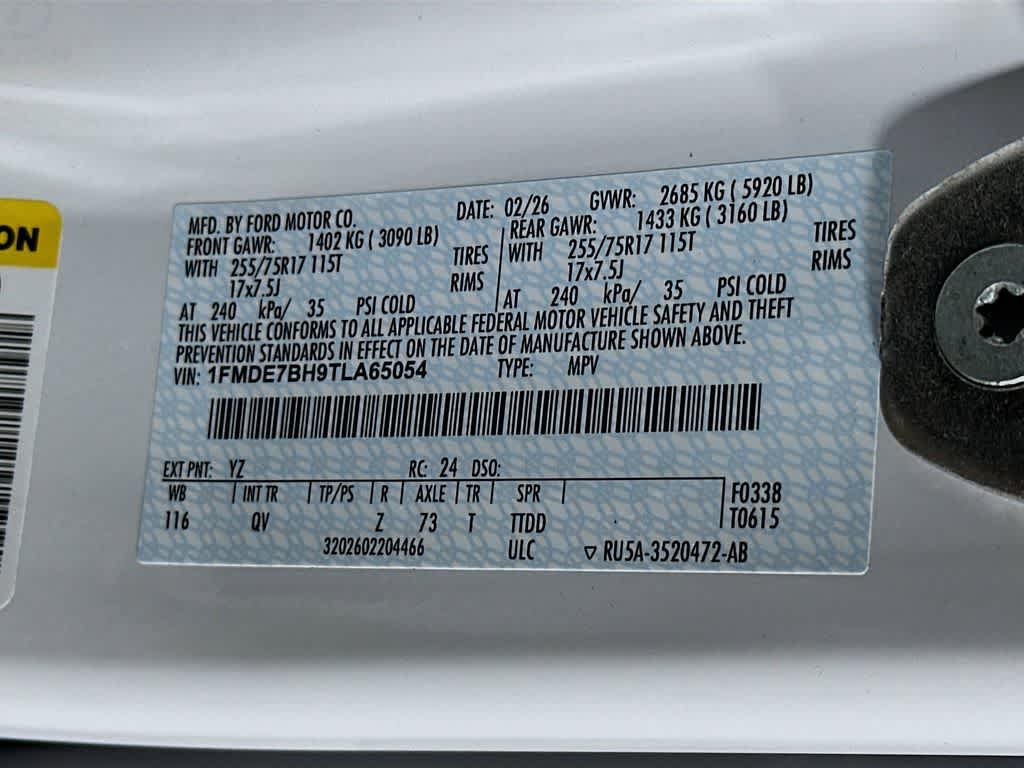 ON
MFD. BY FORD MOTOR CO. DATE: 02/26 GVWR: 2685 KG ( 5920 LB)
FRONT GAWR: 1402 KG ( 3090 LB) REAR GAWR: 1433 KG ( 3160 LB)
WITH 255/75R17 115T TIRES WITH 255/75R17 115T TIRES
17x7.5J RIMS 17x7.5J RIMS
AT 240 kPa/ 35 PSI COLD AT 240 kPa/ 35 PSI COLD
THIS VEHICLE CONFORMS TO ALL APPLICABLE FEDERAL MOTOR VEHICLE SAFETY AND THEFT
PREVENTION STANDARDS IN EFFECT ON THE DATE OF MANUFACTURE SHOWN ABOVE.
VIN: 1FMDE7BH9TLA65054 TYPE: MPV
EXT PNT: YZ RC: 24 DSO:
WB INT TR TP/PS R AXLE TR SPR F0338
116 QV Z 73 T TTDD T0615
3202602204466 ULC ▽ RU5A-3520472-AB